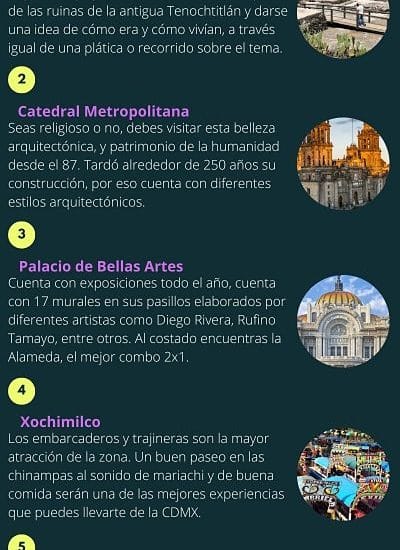 de las ruinas de la antigua Tenochtitlán y darse
una idea de cómo era y cómo vivían, a través
igual de una plática o recorrido sobre el tema.
2
Catedral Metropolitana
Seas religioso o no, debes visitar esta belleza
arquitectónica, y patrimonio de la humanidad
desde el 87. Tardó alrededor de 250 años su
construcción, por eso cuenta con diferentes
estilos arquitectónicos.
3
Palacio de Bellas Artes
Cuenta con exposiciones todo el año, cuenta
con 17 murales en sus pasillos elaborados por
diferentes artistas como Diego Rivera, Rufino
Tamayo, entre otros. Al costado encuentras la
Alameda, el mejor combo 2x1.
4
Xochimilco
Los embarcaderos y trajineras son la mayor
atracción de la zona. Un buen paseo en las
chinampas al sonido de mariachi y de buena
comida serán una de las mejores experiencias
que puedes llevarte de la CDMX.
5